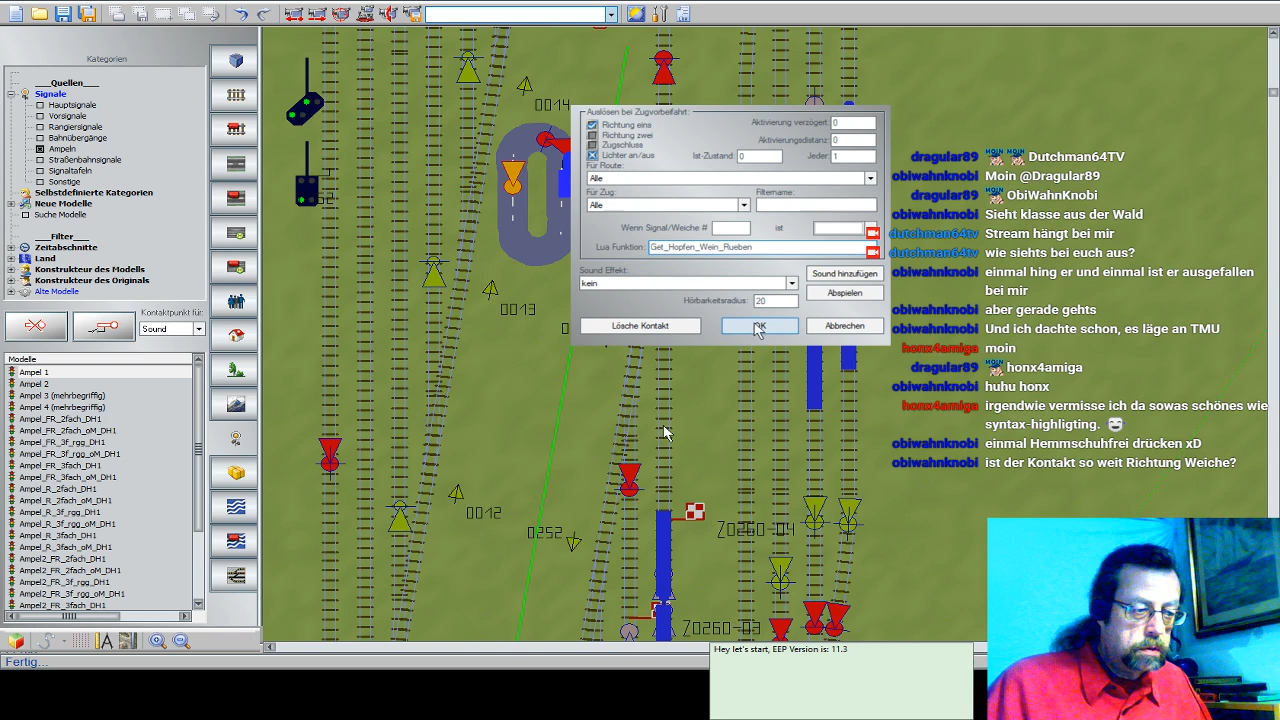 Kategorien
Quellen___
Signale
Hauptsignale
Vorsignale
Rangiersignale
Bahnübergänge
Ampeln
Straßenbahnsignale
Signaltafeln
Sonstige
Selbstdefinierte Kategorien
Neue Modelle
Suche Modelle
Filter___
Zeitabschnitte
Land
Konstrukteur des Modells
Konstrukteur des Originals
Alte Modelle
Kontaktpunkt für:
Sound
Modelle
Ampel 1
Ampel 2
Ampel 3 (mehrbegriffig)
Ampel 4 (mehrbegriffig)
Ampel_FR_2fach_DH1
Ampel_FR_2fach_oM_DH1
Ampel_FR_3f_rgg_DH1
Ampel_FR_3f_rgg_oM_DH1
Ampel_FR_3fach_DH1
Ampel_FR_3fach_oM_DH1
Ampel_R_2fach_DH1
Ampel_R_2fach_oM_DH1
Ampel_R_3f_rgg_DH1
Ampel_R_3f_rgg_oM_DH1
Ampel_R_3fach_DH1
Ampel_R_3fach_oM_DH1
Ampel2_FR_2fach_DH1
Ampel2_FR_2fach_oM_DH1
Ampel2_FR_3f_rgg_DH1
Ampel2_FR_3f_rgg_oM_DH1
Ampel2_FR_3fach_DH1
Fertig...
0014
0013
0012
0252
Z0260-04
Z0260-03
Auslösen bei Zugvorbeifahrt:
Richtung eins
Richtung zwei
Zugschluss
Lichter an/aus
Aktivierung verzögert: 0
Aktivierungsdistanz: 0
Ist-Zustand 0
Jeder: 1
Für Route:
Alle
Für Zug:
Filtername:
Alle
Wenn Signal/Weiche #
ist
Lua Funktion: Get_Hopfen_Wein_Rueben
Sound Effekt:
kein
Sound hinzufügen
Abspielen
Hörbarkeitsradius: 20
Lösche Kontakt
OK
Abbrechen
dragular89 MOIN MOIN Dutchman64TV
obiwahnknobi Moin @Dragular89
dragular89 MOIN ObiWahnKnobi
obiwahnknobi Sieht klasse aus der Wald
dutchman64tv Stream hängt bei mir
dutchman64tv wie siehts bei euch aus?
obiwahnknobi einmal hing er und einmal ist er ausgefallen
bei mir
obiwahnknobi aber gerade gehts
obiwahnknobi Und ich dachte schon, es läge an TMU
honx4amiga moin
dragular89 MOIN honx4amiga
obiwahnknobi huhu honx
honx4amiga irgendwie vermisse ich da sowas schönes wie
syntax-highligting.
obiwahnknobi einmal Hemmschuhfrei drücken xD
obiwahnknobi ist der Kontakt so weit Richtung Weiche?
Hey let's start, EEP Version is: 11.3